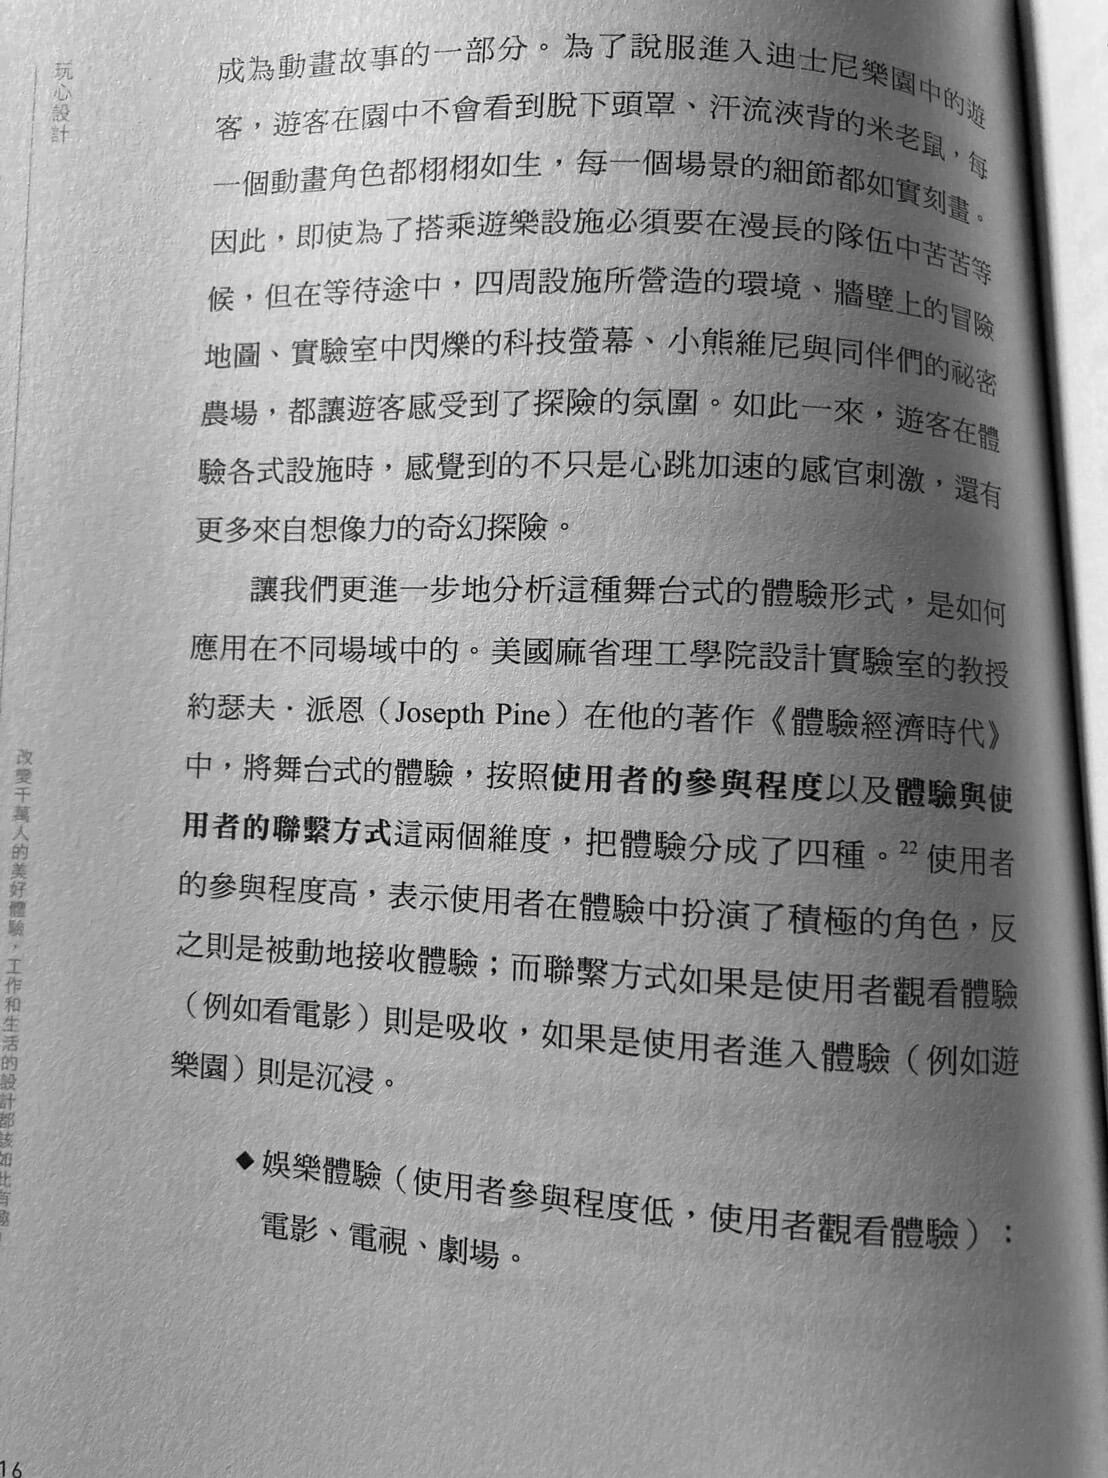 玩心設計
成為動畫故事的一部分。為了說服進入迪士尼樂園中的遊
客，遊客在園中不會看到脫下頭罩、汗流浹背的米老鼠，每
一個動畫角色都栩栩如生，每一個場景的細節都如實刻畫。
因此，即使為了搭乘遊樂設施必須要在漫長的隊伍中苦苦等
候，但在等待途中，四周設施所營造的環境、牆壁上的冒險
地圖、實驗室中閃爍的科技螢幕、小熊維尼與同伴們的祕密
農場，都讓遊客感受到了探險的氛圍。如此一來，遊客在體
驗各式設施時，感覺到的不只是心跳加速的感官刺激，還有
更多來自想像力的奇幻探險。
讓我們更進一步地分析這種舞台式的體驗形式，是如何
應用在不同場域中的。美國麻省理工學院設計實驗室的教授
約瑟夫．派恩（Josepth Pine）在他的著作《體驗經濟時代》
中，將舞台式的體驗，按照使用者的參與程度以及體驗與使
用者的聯繫方式這兩個維度，把體驗分成了四種。22 使用者
的參與程度高，表示使用者在體驗中扮演了積極的角色，反
之則是被動地接收體驗；而聯繫方式如果是使用者觀看體驗
（例如看電影）則是吸收，如果是使用者進入體驗（例如遊
樂園）則是沉浸。
◆娛樂體驗（使用者參與程度低，使用者觀看體驗）：
電影、電視、劇場。
改變千萬人的美好體驗，工作和生活的設計都該如此有趣
16